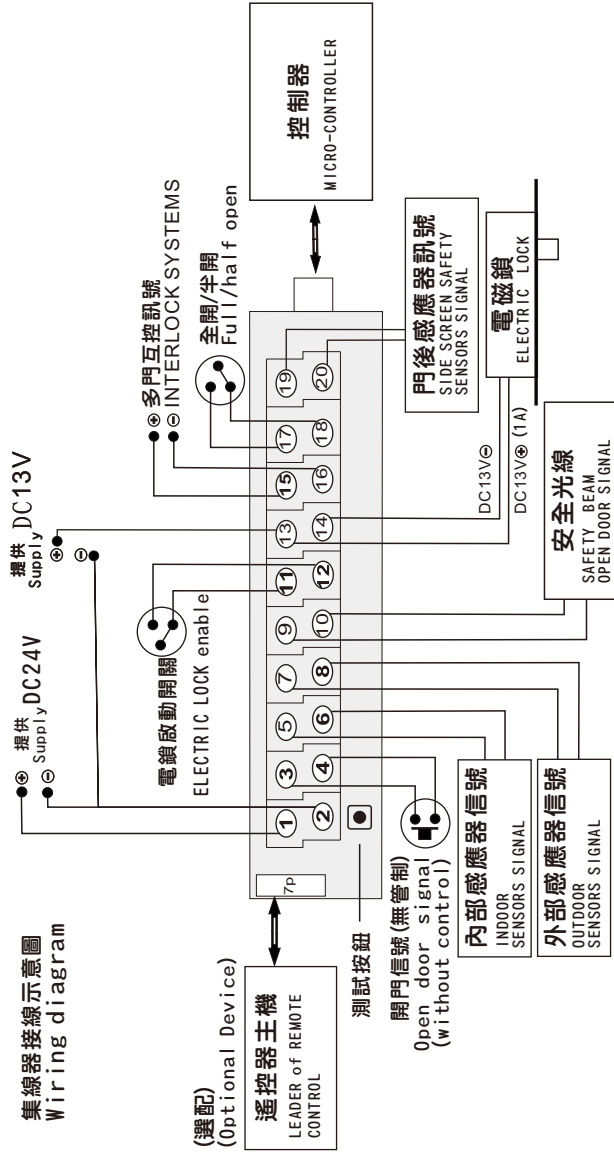 集線器接線示意圖
Wiring diagram
(選配)
(Optional Device)
遙控器主機
LEADER of REMOTE
CONTROL
7p
測試按鈕
提供
Supply DC24V
⊕
⊖
提供
Supply DC13V
⊕
⊖
電鎖啟動開關
ELECTRIC LOCK enable
⊕ 多門互控訊號
⊖ INTERLOCK SYSTEMS
全開/半開
Full/half open
控制器
MICRO-CONTROLLER
1
3
5
7
9
11
13
15
17
19
2
4
6
8
10
12
14
16
18
20
開門信號(無管制)
Open door signal
(without control)
內部感應器信號
INDOOR
SENSORS SIGNAL
外部感應器信號
OUTDOOR
SENSORS SIGNAL
安全光線
SAFETY BEAM
OPEN DOOR SIGNAL
DC13V⊖
DC13V⊕ (1A)
門後感應器訊號
SIDE SCREEN SAFETY
SENSORS SIGNAL
電磁鎖
ELECTRIC LOCK